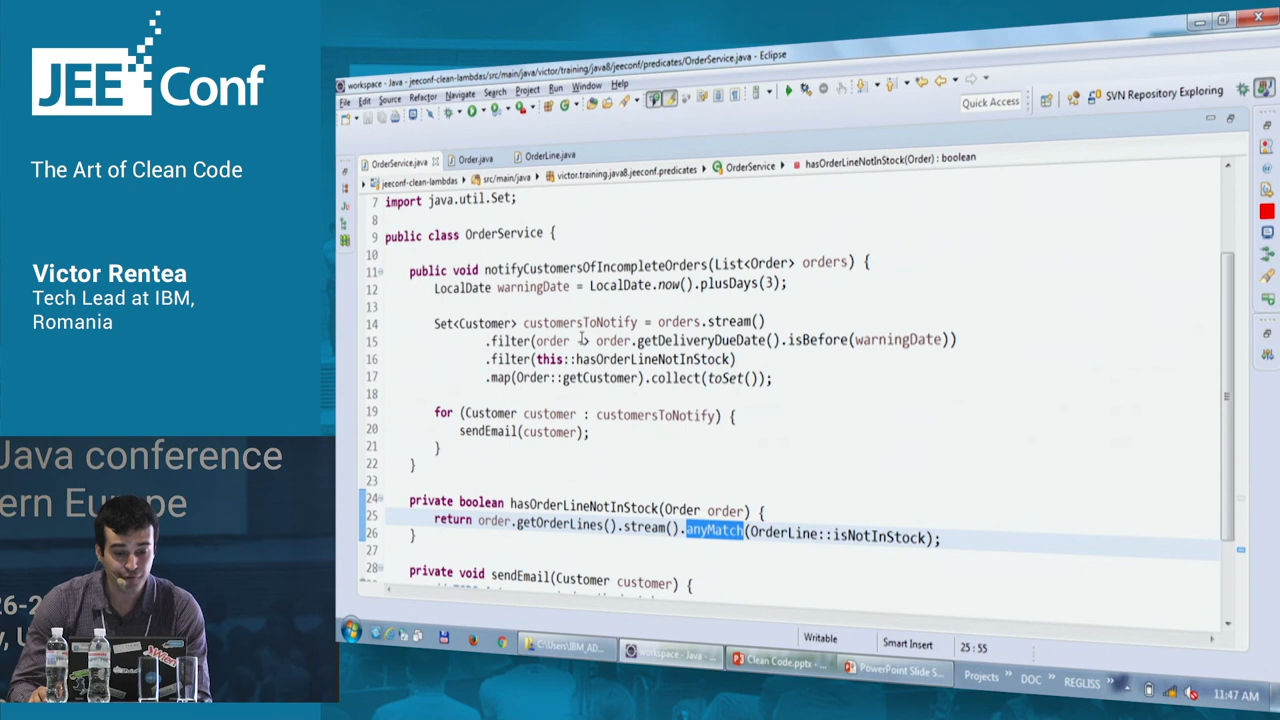 JEE Conf
The Art of Clean Code
Victor Rentea
Tech Lead at IBM,
Romania
Java conference
ern Europe
26-2
workspace - Java - jeeconf-clean-lambdas/src/main/java/victor/training/java8/jeeconf/predicates/OrderService.java - Eclipse
File Edit Source Refactor Navigate Search Project Run Window Help
Quick Access
SVN Repository Exploring
OrderService.java
Order.java
OrderLine.java
jeeconf-clean-lambdas
src/main/java
victor.training.java8.jeeconf.predicates
OrderService
hasOrderLineNotInStock(Order) : boolean
7 import java.util.Set;
8
9 public class OrderService {
10
11 public void notifyCustomersOfIncompleteOrders(List<Order> orders) {
12 LocalDate warningDate = LocalDate.now().plusDays(3);
13
14 Set<Customer> customersToNotify = orders.stream()
15 .filter(order -> order.getDeliveryDueDate().isBefore(warningDate))
16 .filter(this::hasOrderLineNotInStock)
17 .map(Order::getCustomer).collect(toSet());
18
19 for (Customer customer : customersToNotify) {
20 sendEmail(customer);
21 }
22 }
23
24 private boolean hasOrderLineNotInStock(Order order) {
25 return order.getOrderLines().stream().anyMatch(OrderLine::isNotInStock);
26 }
27
28 private void sendEmail(Customer customer) {
Writable
Smart Insert
25 : 55
C:\Users\IBM_AD...
workspace - Java - ...
Clean Code.pptx - ...
PowerPoint Slide S...
Projects »
DOC »
REGLISS »
11:47 AM